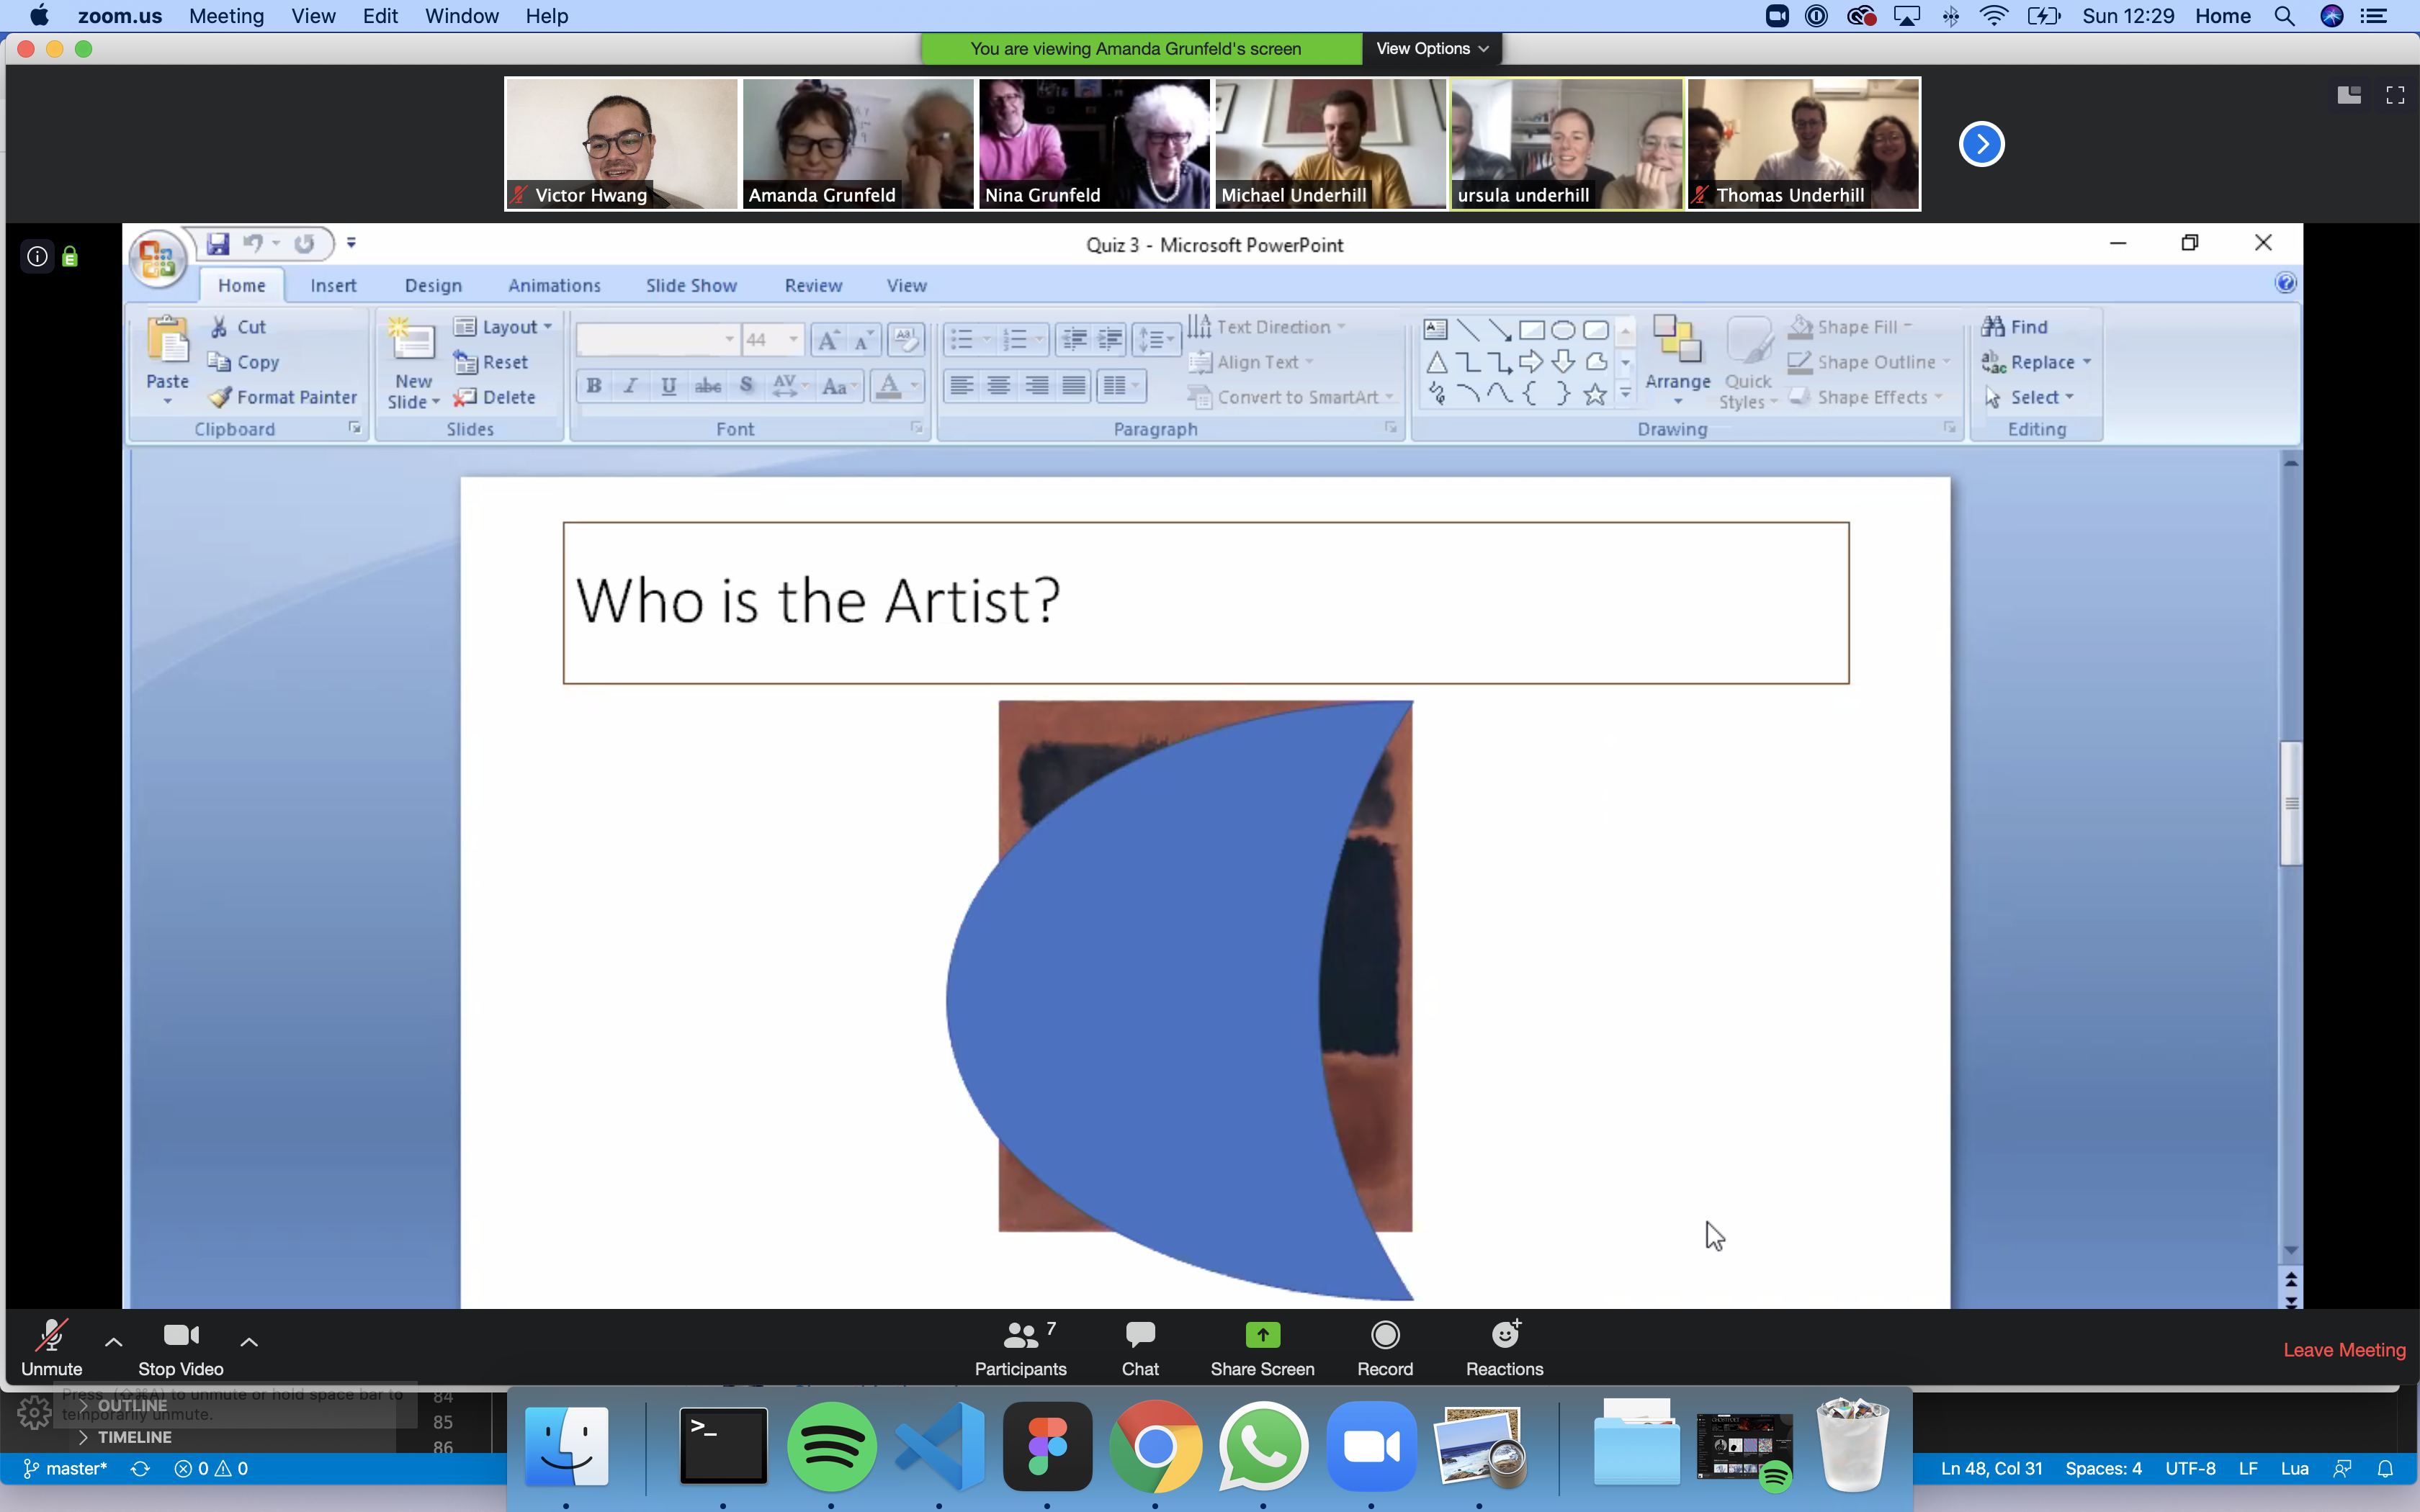 zoom.us Meeting View Edit Window Help Sun 12:29 Home
You are viewing Amanda Grunfeld's screen View Options
Victor Hwang Amanda Grunfeld Nina Grunfeld Michael Underhill ursula underhill Thomas Underhill
Quiz 3 - Microsoft PowerPoint
Home Insert Design Animations Slide Show Review View
Paste
Cut
Copy
Format Painter
Clipboard
New Slide
Layout
Reset
Delete
Slides
44
B I U abc S AV Aa A
Font
Text Direction
Align Text
Convert to SmartArt
Paragraph
Arrange
Quick Styles
Shape Fill
Shape Outline
Shape Effects
Drawing
Find
Replace
Select
Editing
Who is the Artist?
Unmute Stop Video Participants 7 Chat Share Screen Record Reactions Leave Meeting
Press (⇧⌘A) to unmute or hold space bar to
temporarily unmute.
OUTLINE
TIMELINE
84
85
86
master* 0 0 Ln 48, Col 31 Spaces: 4 UTF-8 LF Lua